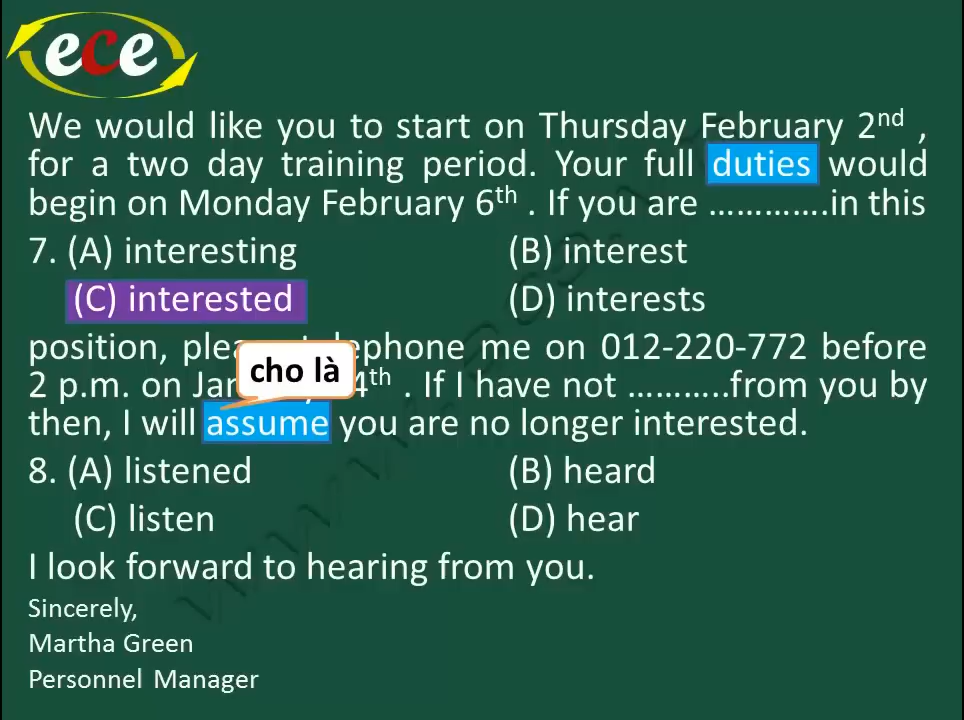 ece
We would like you to start on Thursday February 2nd ,
for a two day training period. Your full duties would
begin on Monday February 6th . If you are ………….in this
7. (A) interesting (B) interest
(C) interested (D) interests
position, telephone me on 012-220-772 before
cho là
2 p.m. on 4th . If I have not ………..from you by
then, I will assume you are no longer interested.
8. (A) listened (B) heard
(C) listen (D) hear
I look forward to hearing from you.
Sincerely,
Martha Green
Personnel Manager